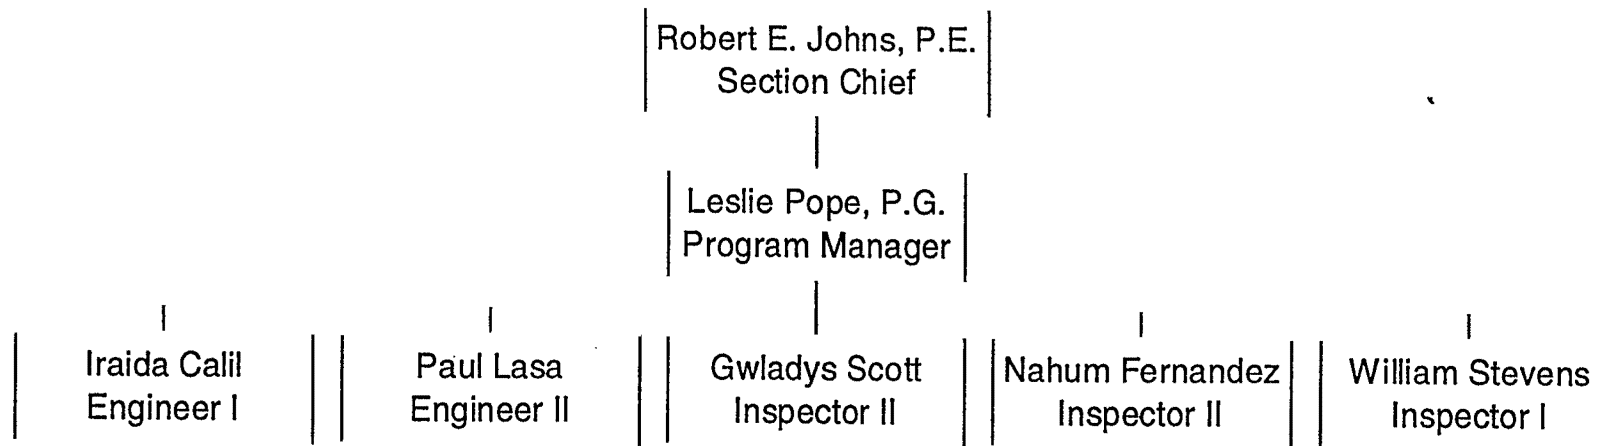 Robert E. Johns, P.E.
Section Chief
Leslie Pope, P.G.
Program Manager
Iraida Calil
Engineer I
Paul Lasa
Engineer II
Gwladys Scott
Inspector II
Nahum Fernandez
Inspector II
William Stevens
Inspector I